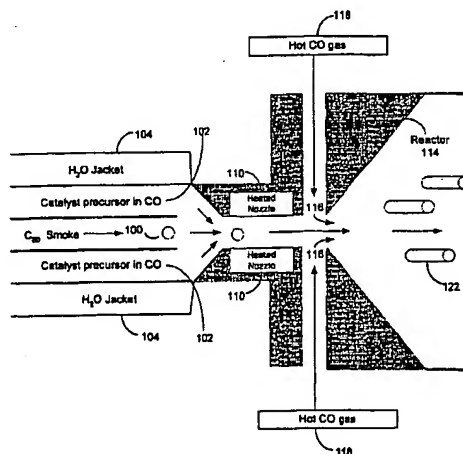 118
Hot CO gas
104
102
Reactor
114
H₂O Jacket
110
Catalyst precursor in CO
Heated
Nozzle
116
C₆₀ Smoke
100
Catalyst precursor in CO
Heated
Nozzle
116
110
122
H₂O Jacket
104
102
Hot CO gas
118